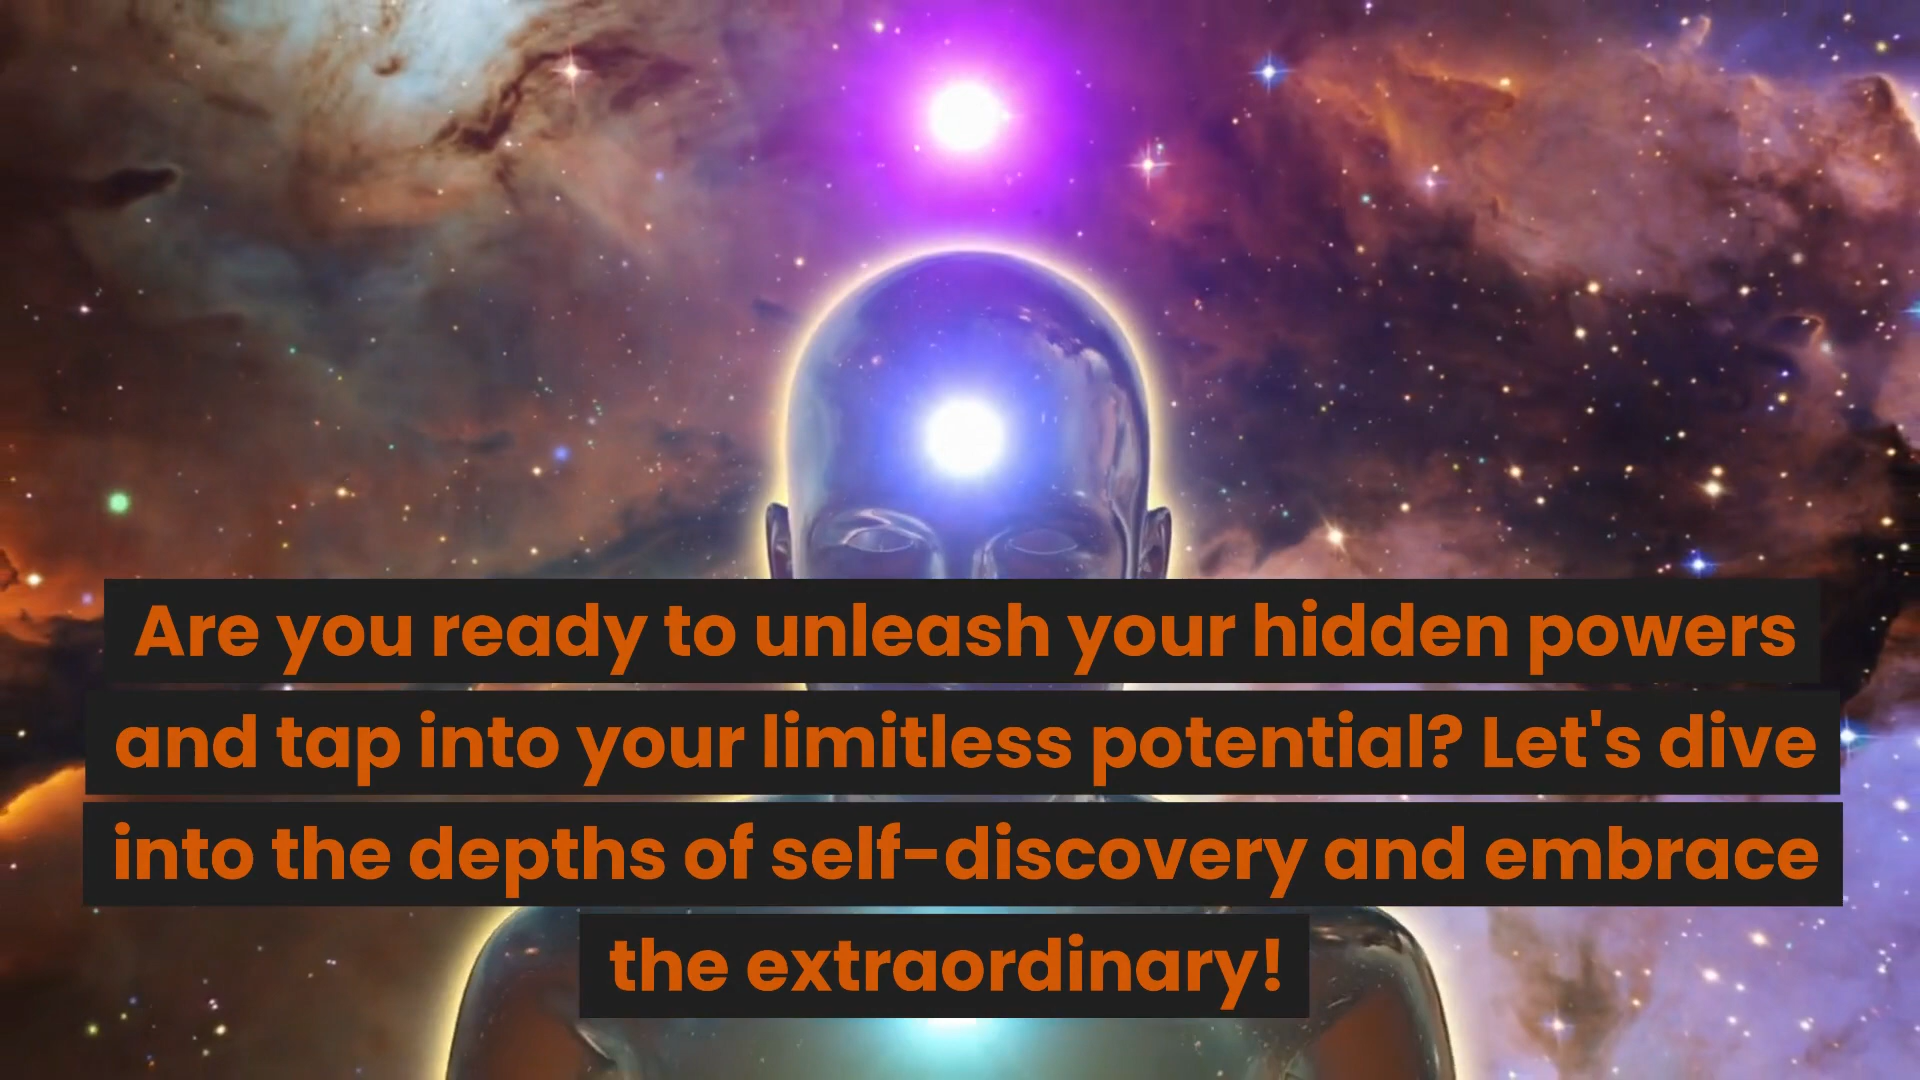 Are you ready to unleash your hidden powers
and tap into your limitless potential? Let's dive
into the depths of self-discovery and embrace
the extraordinary!